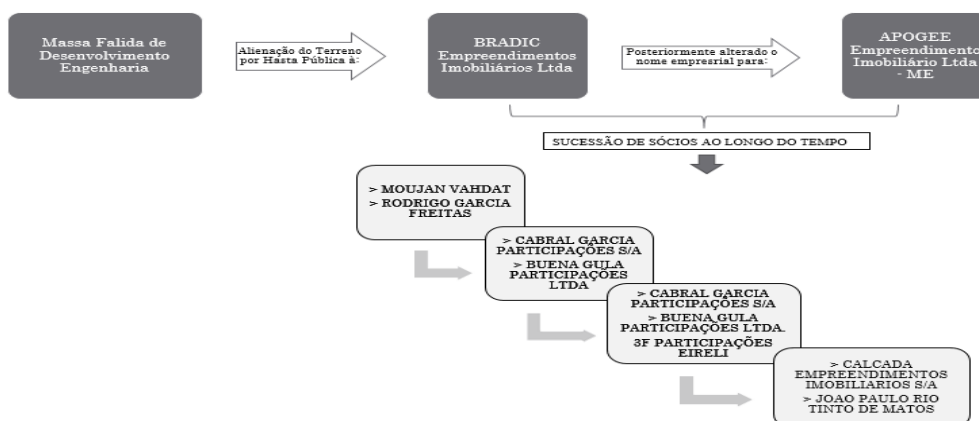 Massa Falida de
Desenvolvimento
Engenharia
Alienação do Terreno
por Hasta Pública à:
BRADIC
Empreendimentos
Imobiliários Ltda
Posteriormente alterado o
nome empresrial para:
APOGEE
Empreendimento
Imobiliário Ltda
- ME
SUCESSÃO DE SÓCIOS AO LONGO DO TEMPO
> MOUJAN VAHDAT
> RODRIGO GARCIA
FREITAS
> CABRAL GARCIA
PARTICIPAÇÕES S/A
> BUENA GULA
PARTICIPAÇÕES
LTDA
> CABRAL GARCIA
PARTICIPAÇÕES S/A
> BUENA GULA
PARTICIPAÇÕES LTDA.
3F PARTICIPAÇÕES
EIRELI
> CALCADA
EMPREENDIMENTOS
IMOBILIARIOS S/A
> JOAO PAULO RIO
TINTO DE MATOS